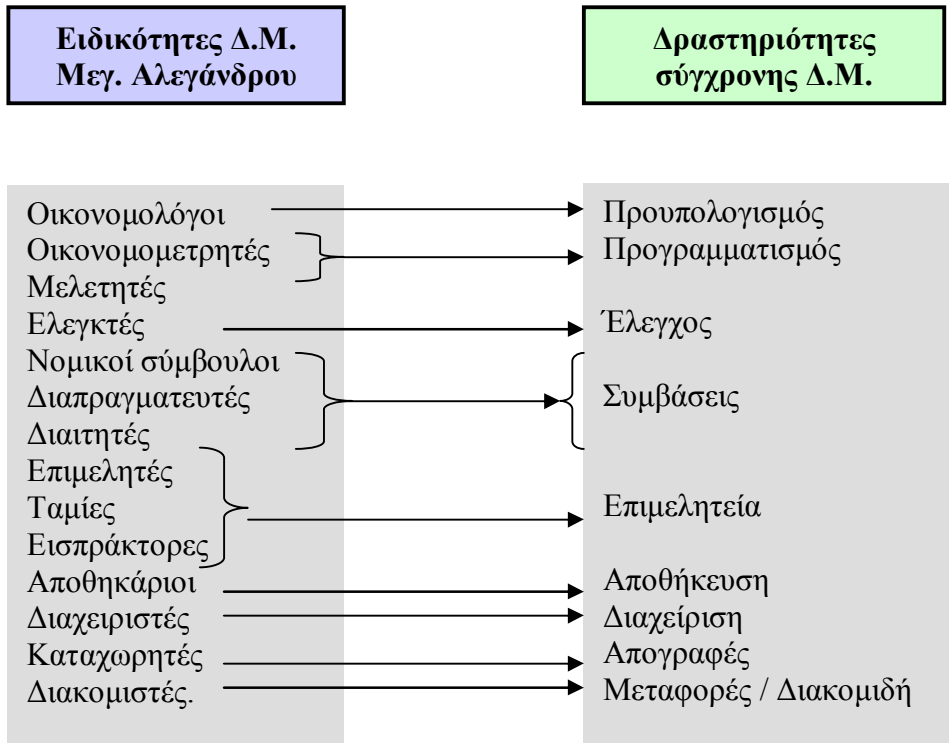 Ειδικότητες Δ.Μ.
Μεγ. Αλεγάνδρου
Δραστηριότητες
σύγχρονης Δ.Μ.
Οικονομολόγοι
Οικονομομετρητές
Μελετητές
Ελεγκτές
Νομικοί σύμβουλοι
Διαπραγματευτές
Διαιτητές
Επιμελητές
Ταμίες
Εισπράκτορες
Αποθηκάριοι
Διαχειριστές
Καταχωρητές
Διακομιστές.
Προυπολογισμός
Προγραμματισμός
Έλεγχος
Συμβάσεις
Επιμελητεία
Αποθήκευση
Διαχείριση
Απογραφές
Μεταφορές / Διακομιδή